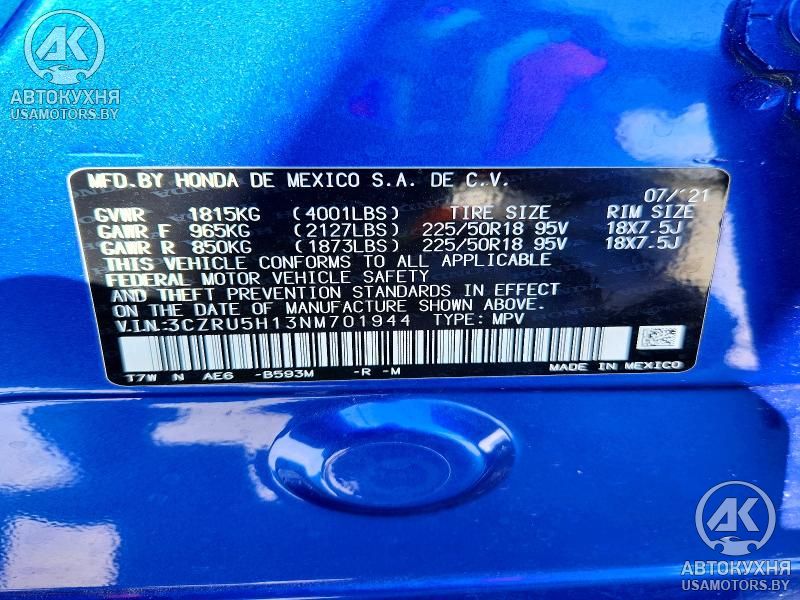 AK
АВТОКУХНЯ
USAMOTORS.BY
MFD.BY HONDA DE MEXICO S.A. DE C.V.
07/'21
GVWR 1815KG (4001LBS) TIRE SIZE RIM SIZE
GAWR F 965KG (2127LBS) 225/50R18 95V 18X7.5J
GAWR R 850KG (1873LBS) 225/50R18 95V 18X7.5J
THIS VEHICLE CONFORMS TO ALL APPLICABLE
FEDERAL MOTOR VEHICLE SAFETY
AND THEFT PREVENTION STANDARDS IN EFFECT
ON THE DATE OF MANUFACTURE SHOWN ABOVE.
V.I.N.:3CZRU5H13NM701944 TYPE: MPV
T7W N AE6 -B593M -R -M MADE IN MEXICO
AK
АВТОКУХНЯ
USAMOTORS.BY